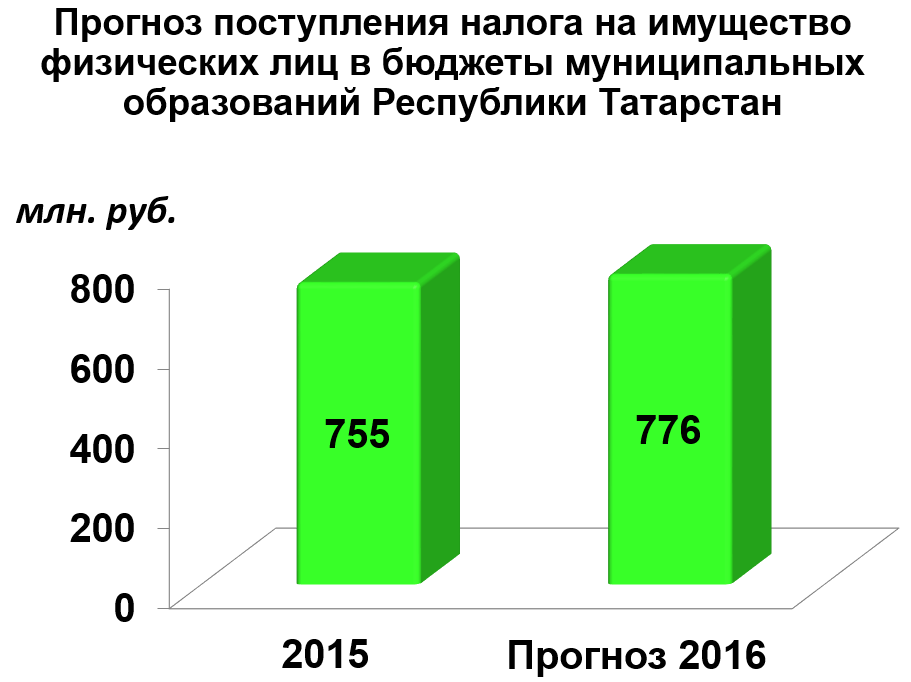 Прогноз поступления налога на имущество
физических лиц в бюджеты муниципальных
образований Республики Татарстан
млн. руб.
800
600
400
200
0
755
776
2015
Прогноз 2016